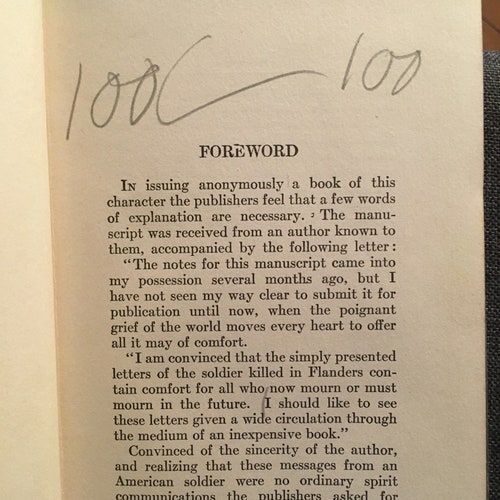 100C 100
FOREWORD
IN issuing anonymously a book of this
character the publishers feel that a few words
of explanation are necessary. The manu-
script was received from an author known to
them, accompanied by the following letter:
"The notes for this manuscript came into
my possession several months ago, but I
have not seen my way clear to submit it for
publication until now, when the poignant
grief of the world moves every heart to offer
all it may of comfort.
"I am convinced that the simply presented
letters of the soldier killed in Flanders con-
tain comfort for all who now mourn or must
mourn in the future. I should like to see
these letters given a wide circulation through
the medium of an inexpensive book."
Convinced of the sincerity of the author,
and realizing that these messages from an
American soldier were no ordinary spirit
communications the publishers asked for